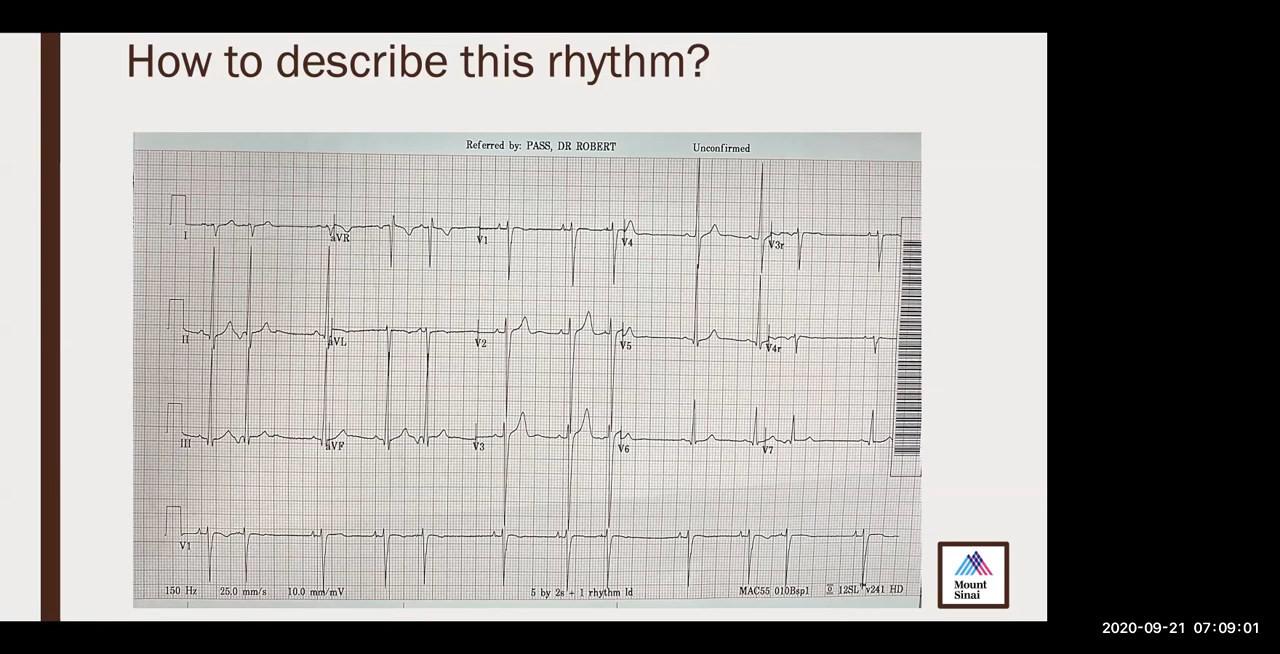 How to describe this rhythm?
Referred by: PASS, DR ROBERT
Unconfirmed
I
aVR
V1
V4
V3r
II
aVL
V2
V5
V4r
III
aVF
V3
V6
V7
V1
150 Hz 25.0 mm/s 10.0 mm/mV 5 by 2s + 1 rhythm ld MAC55 010Bsp1 12SL™v241 HD
Mount
Sinai
2020-09-21 07:09:01